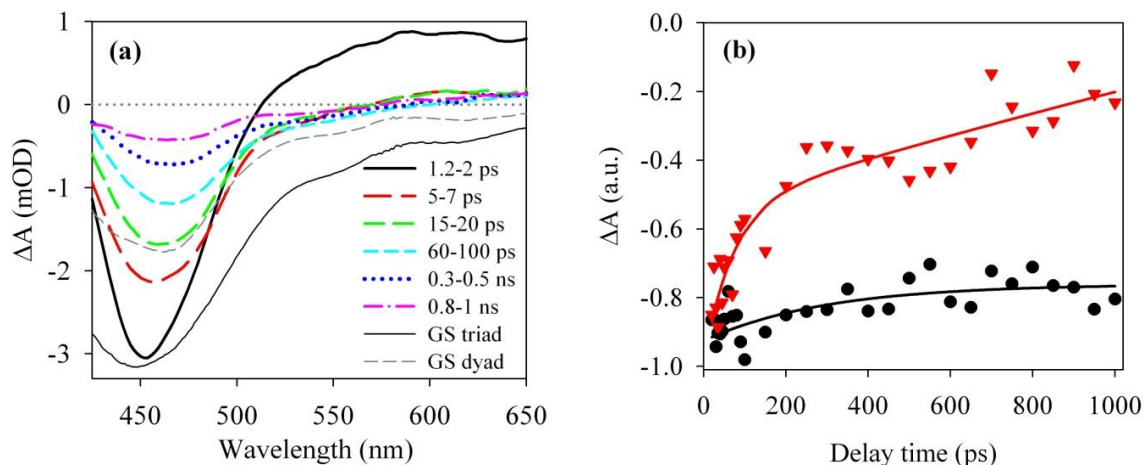 (a)
ΔA (mOD)
1
0
-1
-2
-3
1.2-2 ps
5-7 ps
15-20 ps
60-100 ps
0.3-0.5 ns
0.8-1 ns
GS triad
GS dyad
450 500 550 600 650
Wavelength (nm)
(b)
ΔA (a.u.)
-0.0
-0.2
-0.4
-0.6
-0.8
-1.0
0 200 400 600 800 1000
Delay time (ps)